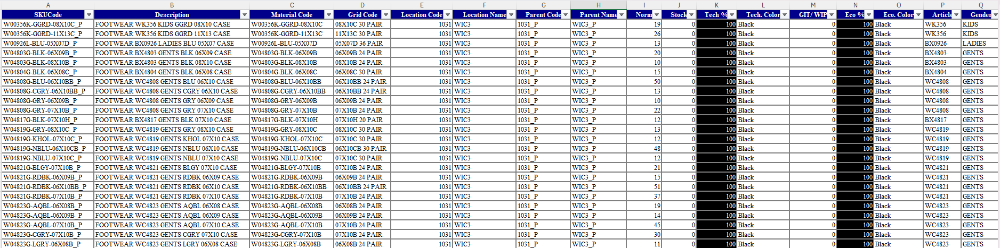 A B C D E F G H I J K L M N O P Q
SKUCode Description Material Code Grid Code Location Code Location Name Parent Code Parent Name Norm Stock Tech % Tech. Color GIT/ WIP Eco % Eco. Color Article Gender
W00356K-GGRD-08X10C_P FOOTWEAR WK356 KIDS GGRD 08X10 CASE W00356K-GGRD-08X10C 08X10C 30 PAIR 1031 WIC3 1031_P WIC3_P 19 0 100 Black 0 100 Black WK356 KIDS
W00356K-GGRD-11X13C_P FOOTWEAR WK356 KIDS GGRD 11X13 CASE W00356K-GGRD-11X13C 11X13C 30 PAIR 1031 WIC3 1031_P WIC3_P 26 0 100 Black 0 100 Black WK356 KIDS
W00926L-BLU-05X07D_P FOOTWEAR BX0926 LADIES BLU 05X07 CASE W00926L-BLU-05X07D 05X07D 36 PAIR 1031 WIC3 1031_P WIC3_P 13 0 100 Black 0 100 Black BX0926 LADIES
W04803G-BLK-06X09B_P FOOTWEAR BX4803 GENTS BLK 06X09 CASE W04803G-BLK-06X09B 06X09B 24 PAIR 1031 WIC3 1031_P WIC3_P 20 0 100 Black 0 100 Black BX4803 GENTS
W04803G-BLK-08X10B_P FOOTWEAR BX4803 GENTS BLK 08X10 CASE W04803G-BLK-08X10B 08X10B 24 PAIR 1031 WIC3 1031_P WIC3_P 10 0 100 Black 0 100 Black BX4803 GENTS
W04804G-BLK-06X08C_P FOOTWEAR BX4804 GENTS BLK 06X08 CASE W04804G-BLK-06X08C 06X08C 30 PAIR 1031 WIC3 1031_P WIC3_P 15 0 100 Black 0 100 Black BX4804 GENTS
W04808G-BLU-06X10BB_P FOOTWEAR WC4808 GENTS BLU 06X10 CASE W04808G-BLU-06X10BB 06X10BB 24 PAIR 1031 WIC3 1031_P WIC3_P 50 0 100 Black 0 100 Black WC4808 GENTS
W04808G-CGRY-06X10BB_P FOOTWEAR WC4808 GENTS CGRY 06X10 CASE W04808G-CGRY-06X10BB 06X10BB 24 PAIR 1031 WIC3 1031_P WIC3_P 13 0 100 Black 0 100 Black WC4808 GENTS
W04808G-GRY-06X09B_P FOOTWEAR WC4808 GENTS GRY 06X09 CASE W04808G-GRY-06X09B 06X09B 24 PAIR 1031 WIC3 1031_P WIC3_P 10 0 100 Black 0 100 Black WC4808 GENTS
W04808G-GRY-07X10B_P FOOTWEAR WC4808 GENTS GRY 07X10 CASE W04808G-GRY-07X10B 07X10B 24 PAIR 1031 WIC3 1031_P WIC3_P 22 0 100 Black 0 100 Black WC4808 GENTS
W04817G-BLK-07X10H_P FOOTWEAR BX4817 GENTS BLK 07X10 CASE W04817G-BLK-07X10H 07X10H 20 PAIR 1031 WIC3 1031_P WIC3_P 12 0 100 Black 0 100 Black BX4817 GENTS
W04819G-GRY-08X10C_P FOOTWEAR WC4819 GENTS GRY 08X10 CASE W04819G-GRY-08X10C 08X10C 30 PAIR 1031 WIC3 1031_P WIC3_P 13 0 100 Black 0 100 Black WC4819 GENTS
W04819G-KHOL-07X10C_P FOOTWEAR WC4819 GENTS KHOL 07X10 CASE W04819G-KHOL-07X10C 07X10C 30 PAIR 1031 WIC3 1031_P WIC3_P 12 0 100 Black 0 100 Black WC4819 GENTS
W04819G-NBLU-06X10CB_P FOOTWEAR WC4819 GENTS NBLU 06X10 CASE W04819G-NBLU-06X10CB 06X10CB 30 PAIR 1031 WIC3 1031_P WIC3_P 48 0 100 Black 0 100 Black WC4819 GENTS
W04819G-NBLU-07X10C_P FOOTWEAR WC4819 GENTS NBLU 07X10 CASE W04819G-NBLU-07X10C 07X10C 30 PAIR 1031 WIC3 1031_P WIC3_P 12 0 100 Black 0 100 Black WC4819 GENTS
W04821G-BLGY-07X10B_P FOOTWEAR WC4821 GENTS BLGY 07X10 CASE W04821G-BLGY-07X10B 07X10B 24 PAIR 1031 WIC3 1031_P WIC3_P 21 0 100 Black 0 100 Black WC4821 GENTS
W04821G-RDBK-06X09B_P FOOTWEAR WC4821 GENTS RDBK 06X09 CASE W04821G-RDBK-06X09B 06X09B 24 PAIR 1031 WIC3 1031_P WIC3_P 15 0 100 Black 0 100 Black WC4821 GENTS
W04821G-RDBK-06X10BB_P FOOTWEAR WC4821 GENTS RDBK 06X10 CASE W04821G-RDBK-06X10BB 06X10BB 24 PAIR 1031 WIC3 1031_P WIC3_P 51 0 100 Black 0 100 Black WC4821 GENTS
W04821G-RDBK-07X10B_P FOOTWEAR WC4821 GENTS RDBK 07X10 CASE W04821G-RDBK-07X10B 07X10B 24 PAIR 1031 WIC3 1031_P WIC3_P 37 0 100 Black 0 100 Black WC4821 GENTS
W04823G-AQBL-06X08B_P FOOTWEAR WC4823 GENTS AQBL 06X08 CASE W04823G-AQBL-06X08B 06X08B 24 PAIR 1031 WIC3 1031_P WIC3_P 19 0 100 Black 0 100 Black WC4823 GENTS
W04823G-AQBL-06X09B_P FOOTWEAR WC4823 GENTS AQBL 06X09 CASE W04823G-AQBL-06X09B 06X09B 24 PAIR 1031 WIC3 1031_P WIC3_P 14 0 100 Black 0 100 Black WC4823 GENTS
W04823G-AQBL-07X10B_P FOOTWEAR WC4823 GENTS AQBL 07X10 CASE W04823G-AQBL-07X10B 07X10B 24 PAIR 1031 WIC3 1031_P WIC3_P 45 0 100 Black 0 100 Black WC4823 GENTS
W04823G-CGRY-07X10B_P FOOTWEAR WC4823 GENTS CGRY 07X10 CASE W04823G-CGRY-07X10B 07X10B 24 PAIR 1031 WIC3 1031_P WIC3_P 30 0 100 Black 0 100 Black WC4823 GENTS
W04823G-LGRY-06X08B_P FOOTWEAR WC4823 GENTS LGRY 06X08 CASE W04823G-LGRY-06X08B 06X08B 24 PAIR 1031 WIC3 1031_P WIC3_P 11 0 100 Black 0 100 Black WC4823 GENTS